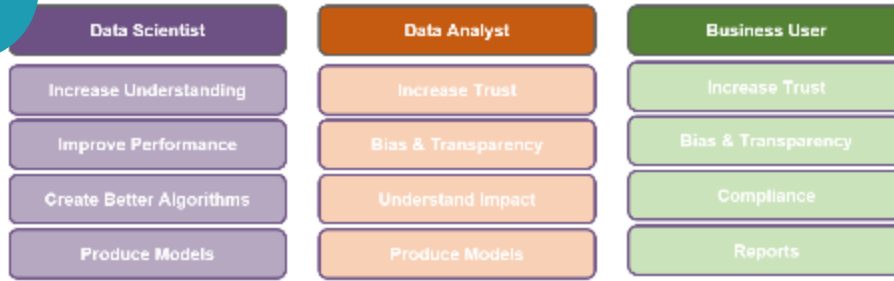 Data Scientist
Increase Understanding
Improve Performance
Create Better Algorithms
Produce Models
Data Analyst
Increase Trust
Bias & Transparency
Understand Impact
Produce Models
Business User
Increase Trust
Bias & Transparency
Compliance
Reports